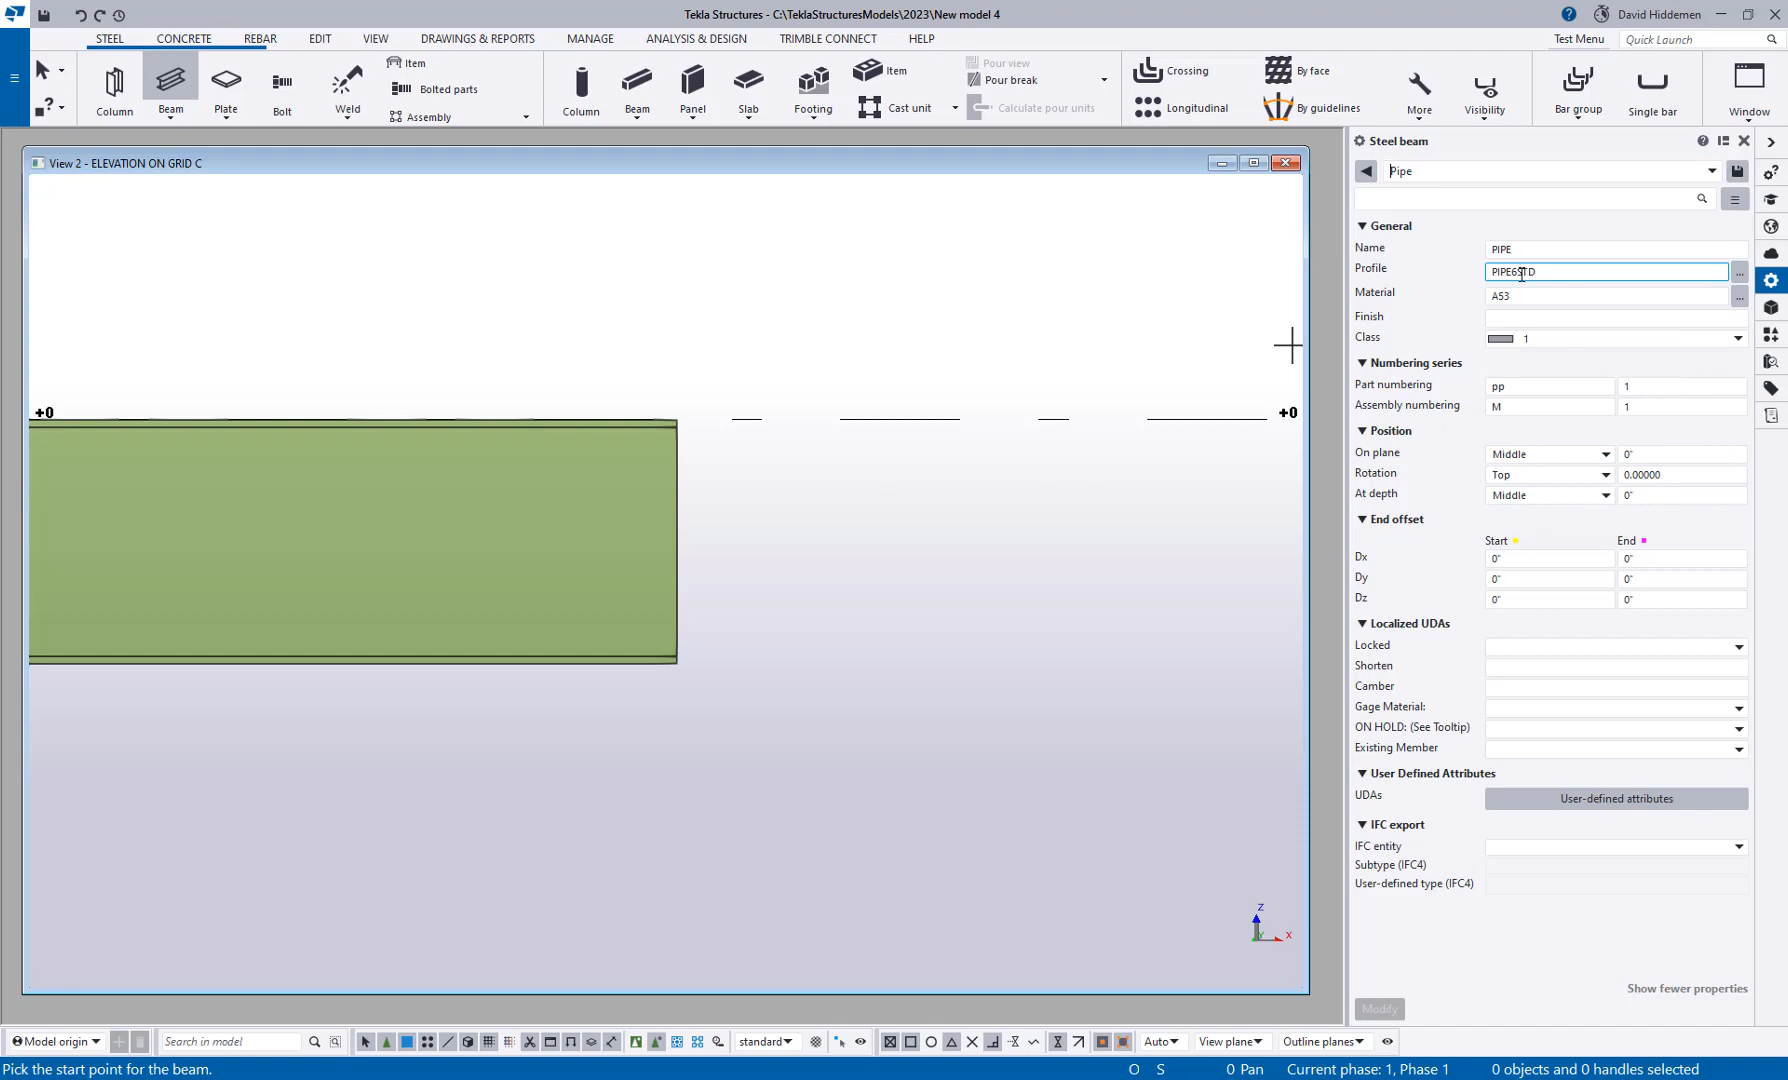 Tekla Structures - C:\TeklaStructuresModels\2023\New model 4
David Hiddemen
STEEL CONCRETE REBAR EDIT VIEW DRAWINGS & REPORTS MANAGE ANALYSIS & DESIGN TRIMBLE CONNECT HELP
Test Menu Quick Launch
Column Beam Plate Bolt Weld
Item
Bolted parts
Assembly
Column Beam Panel Slab Footing
Item
Cast unit
Pour view
Pour break
Calculate pour units
Crossing
Longitudinal
By face
By guidelines
More Visibility Bar group Single bar Window
View 2 - ELEVATION ON GRID C
+0 +0
Z
Y
X
Steel beam
Pipe
General
Name PIPE
Profile PIPE6STD ...
Material A53 ...
Finish
Class 1
Numbering series
Part numbering pp 1
Assembly numbering M 1
Position
On plane Middle 0"
Rotation Top 0.00000
At depth Middle 0"
End offset
Start End
Dx 0" 0"
Dy 0" 0"
Dz 0" 0"
Localized UDAs
Locked
Shorten
Camber
Gage Material:
ON HOLD: (See Tooltip)
Existing Member
User Defined Attributes
UDAs User-defined attributes
IFC export
IFC entity
Subtype (IFC4)
User-defined type (IFC4)
Show fewer properties
Modify
Model origin Search in model standard Auto View plane Outline planes
Pick the start point for the beam. O S 0 Pan Current phase: 1, Phase 1 0 objects and 0 handles selected